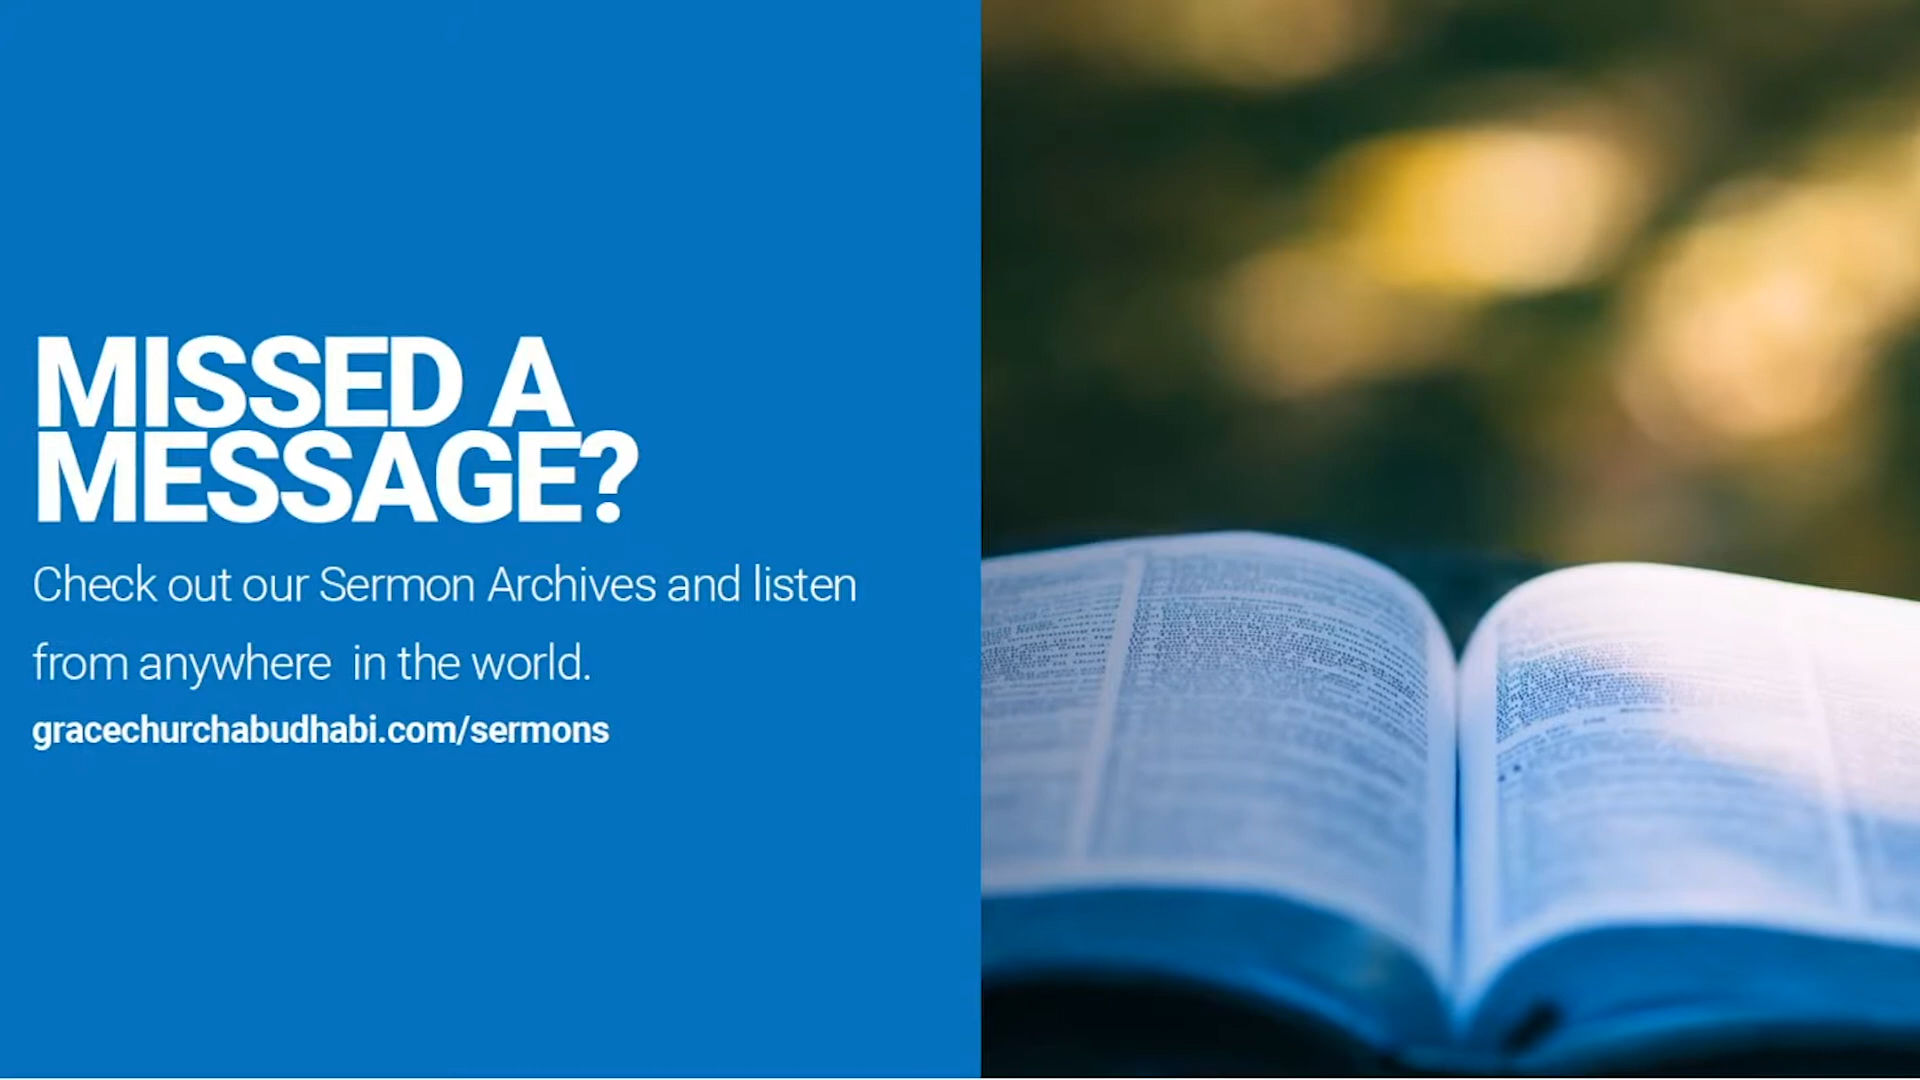 MISSED A
MESSAGE?
Check out our Sermon Archives and listen
from anywhere  in the world.
gracechurchabudhabi.com/sermons